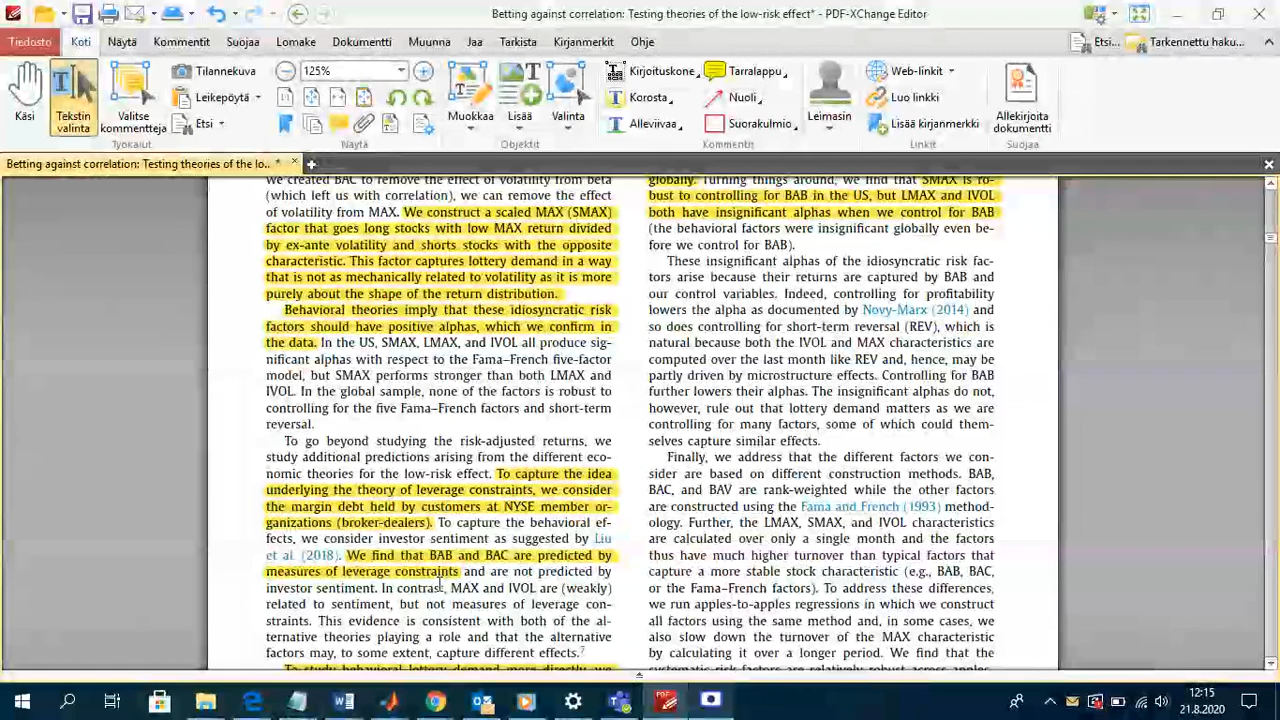 Betting against correlation: Testing theories of the low-risk effect* - PDF-XChange Editor
Tiedosto Koti Näytä Kommentit Suojaa Lomake Dokumentti Muunna Jaa Tarkista Kirjanmerkit Ohje
Etsi... Tarkennettu haku...
Käsi
Tekstin valinta
Valitse kommentteja
Tilannekuva
Leikepöytä
Etsi
Työkalut
125%
Näytä
Muokkaa
Lisää
Valinta
Objektit
Kirjoituskone
Korosta
Alleviivaa
Tarralappu
Nuoli
Suorakulmio
Kommentti
Leimasin
Web-linkit
Luo linkki
Lisää kirjanmerkki
Linkit
Allekirjoita dokumentti
Suojaa
Betting against correlation: Testing theories of the lo.. *
we created BAC to remove the effect of volatility from beta
(which left us with correlation), we can remove the effect
of volatility from MAX. We construct a scaled MAX (SMAX)
factor that goes long stocks with low MAX return divided
by ex-ante volatility and shorts stocks with the opposite
characteristic. This factor captures lottery demand in a way
that is not as mechanically related to volatility as it is more
purely about the shape of the return distribution.
Behavioral theories imply that these idiosyncratic risk
factors should have positive alphas, which we confirm in
the data. In the US, SMAX, LMAX, and IVOL all produce sig-
nificant alphas with respect to the Fama–French five-factor
model, but SMAX performs stronger than both LMAX and
IVOL. In the global sample, none of the factors is robust to
controlling for the five Fama–French factors and short-term
reversal.
To go beyond studying the risk-adjusted returns, we
study additional predictions arising from the different eco-
nomic theories for the low-risk effect. To capture the idea
underlying the theory of leverage constraints, we consider
the margin debt held by customers at NYSE member or-
ganizations (broker-dealers). To capture the behavioral ef-
fects, we consider investor sentiment as suggested by Liu
et al. (2018). We find that BAB and BAC are predicted by
measures of leverage constraints and are not predicted by
investor sentiment. In contrast, MAX and IVOL are (weakly)
related to sentiment, but not measures of leverage con-
straints. This evidence is consistent with both of the al-
ternative theories playing a role and that the alternative
factors may, to some extent, capture different effects.7
To study behavioral lottery demand more directly, we
globally. Turning things around, we find that SMAX is ro-
bust to controlling for BAB in the US, but LMAX and IVOL
both have insignificant alphas when we control for BAB
(the behavioral factors were insignificant globally even be-
fore we control for BAB).
These insignificant alphas of the idiosyncratic risk fac-
tors arise because their returns are captured by BAB and
our control variables. Indeed, controlling for profitability
lowers the alpha as documented by Novy-Marx (2014) and
so does controlling for short-term reversal (REV), which is
natural because both the IVOL and MAX characteristics are
computed over the last month like REV and, hence, may be
partly driven by microstructure effects. Controlling for BAB
further lowers their alphas. The insignificant alphas do not,
however, rule out that lottery demand matters as we are
controlling for many factors, some of which could them-
selves capture similar effects.
Finally, we address that the different factors we con-
sider are based on different construction methods. BAB,
BAC, and BAV are rank-weighted while the other factors
are constructed using the Fama and French (1993) method-
ology. Further, the LMAX, SMAX, and IVOL characteristics
are calculated over only a single month and the factors
thus have much higher turnover than typical factors that
capture a more stable stock characteristic (e.g., BAB, BAC,
or the Fama–French factors). To address these differences,
we run apples-to-apples regressions in which we construct
all factors using the same method and, in some cases, we
also slow down the turnover of the MAX characteristic
by calculating it over a longer period. We find that the
systematic risk factors are relatively robust across apples-
12:15
21.8.2020